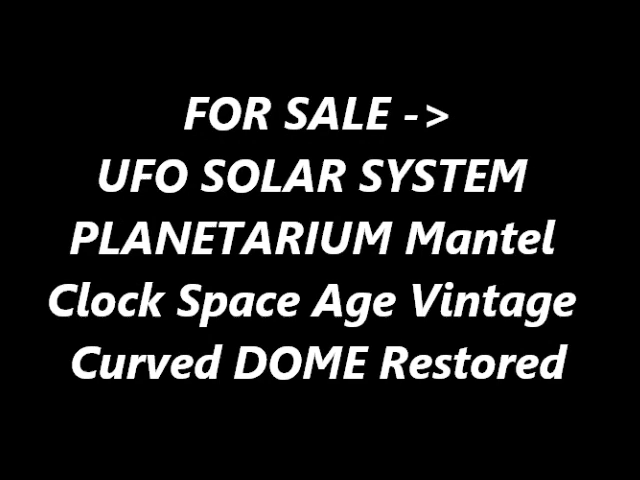 FOR SALE ->
UFO SOLAR SYSTEM
PLANETARIUM Mantel
Clock Space Age Vintage
Curved DOME Restored